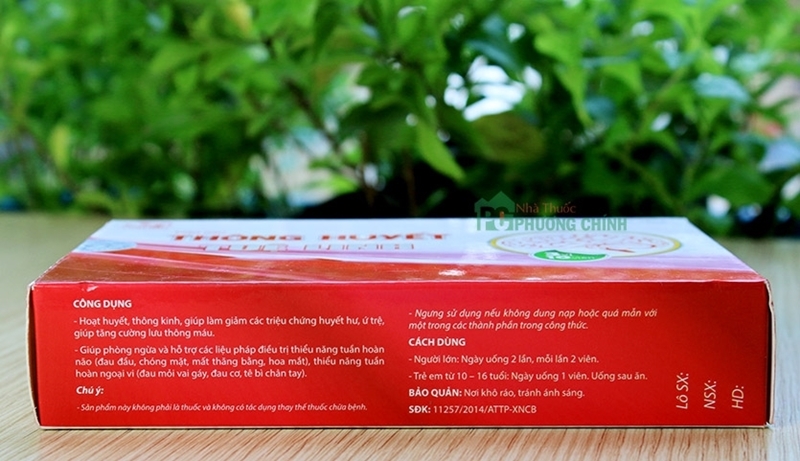 Nhà Thuốc
PHƯƠNG CHÍNH
THÔNG HUYẾT
CÔNG DỤNG
- Hoạt huyết, thông kinh, giúp làm giảm các triệu chứng huyết hư, ứ trệ,
giúp tăng cường lưu thông máu.
- Giúp phòng ngừa và hỗ trợ các liệu pháp điều trị thiểu năng tuần hoàn
não (đau đầu, chóng mặt, mất thăng bằng, hoa mắt), thiểu năng tuần
hoàn ngoại vi (đau mỏi vai gáy, đau cơ, tê bì chân tay).
Chú ý:
- Sản phẩm này không phải là thuốc và không có tác dụng thay thế thuốc chữa bệnh.
- Ngưng sử dụng nếu không dung nạp hoặc quá mẫn với
một trong các thành phần trong công thức.
CÁCH DÙNG
- Người lớn: Ngày uống 2 lần, mỗi lần 2 viên.
- Trẻ em từ 10 – 16 tuổi: Ngày uống 1 viên. Uống sau ăn.
BẢO QUẢN: Nơi khô ráo, tránh ánh sáng.
SĐK: 11257/2014/ATTP-XNCB
Lô SX:
NSX:
HD: